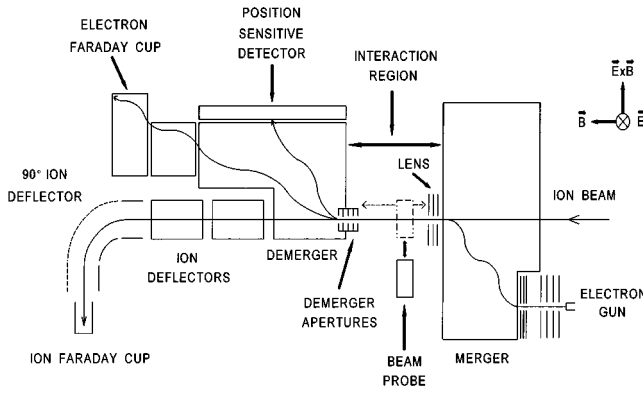 ELECTRON
FARADAY CUP
POSITION
SENSITIVE
DETECTOR
INTERACTION
REGION
E⃗xB⃗
B⃗
E⃗
90° ION
DEFLECTOR
LENS
ION BEAM
ION
DEFLECTORS
DEMERGER
DEMERGER
APERTURES
ELECTRON
GUN
ION FARADAY CUP
BEAM
PROBE
MERGER